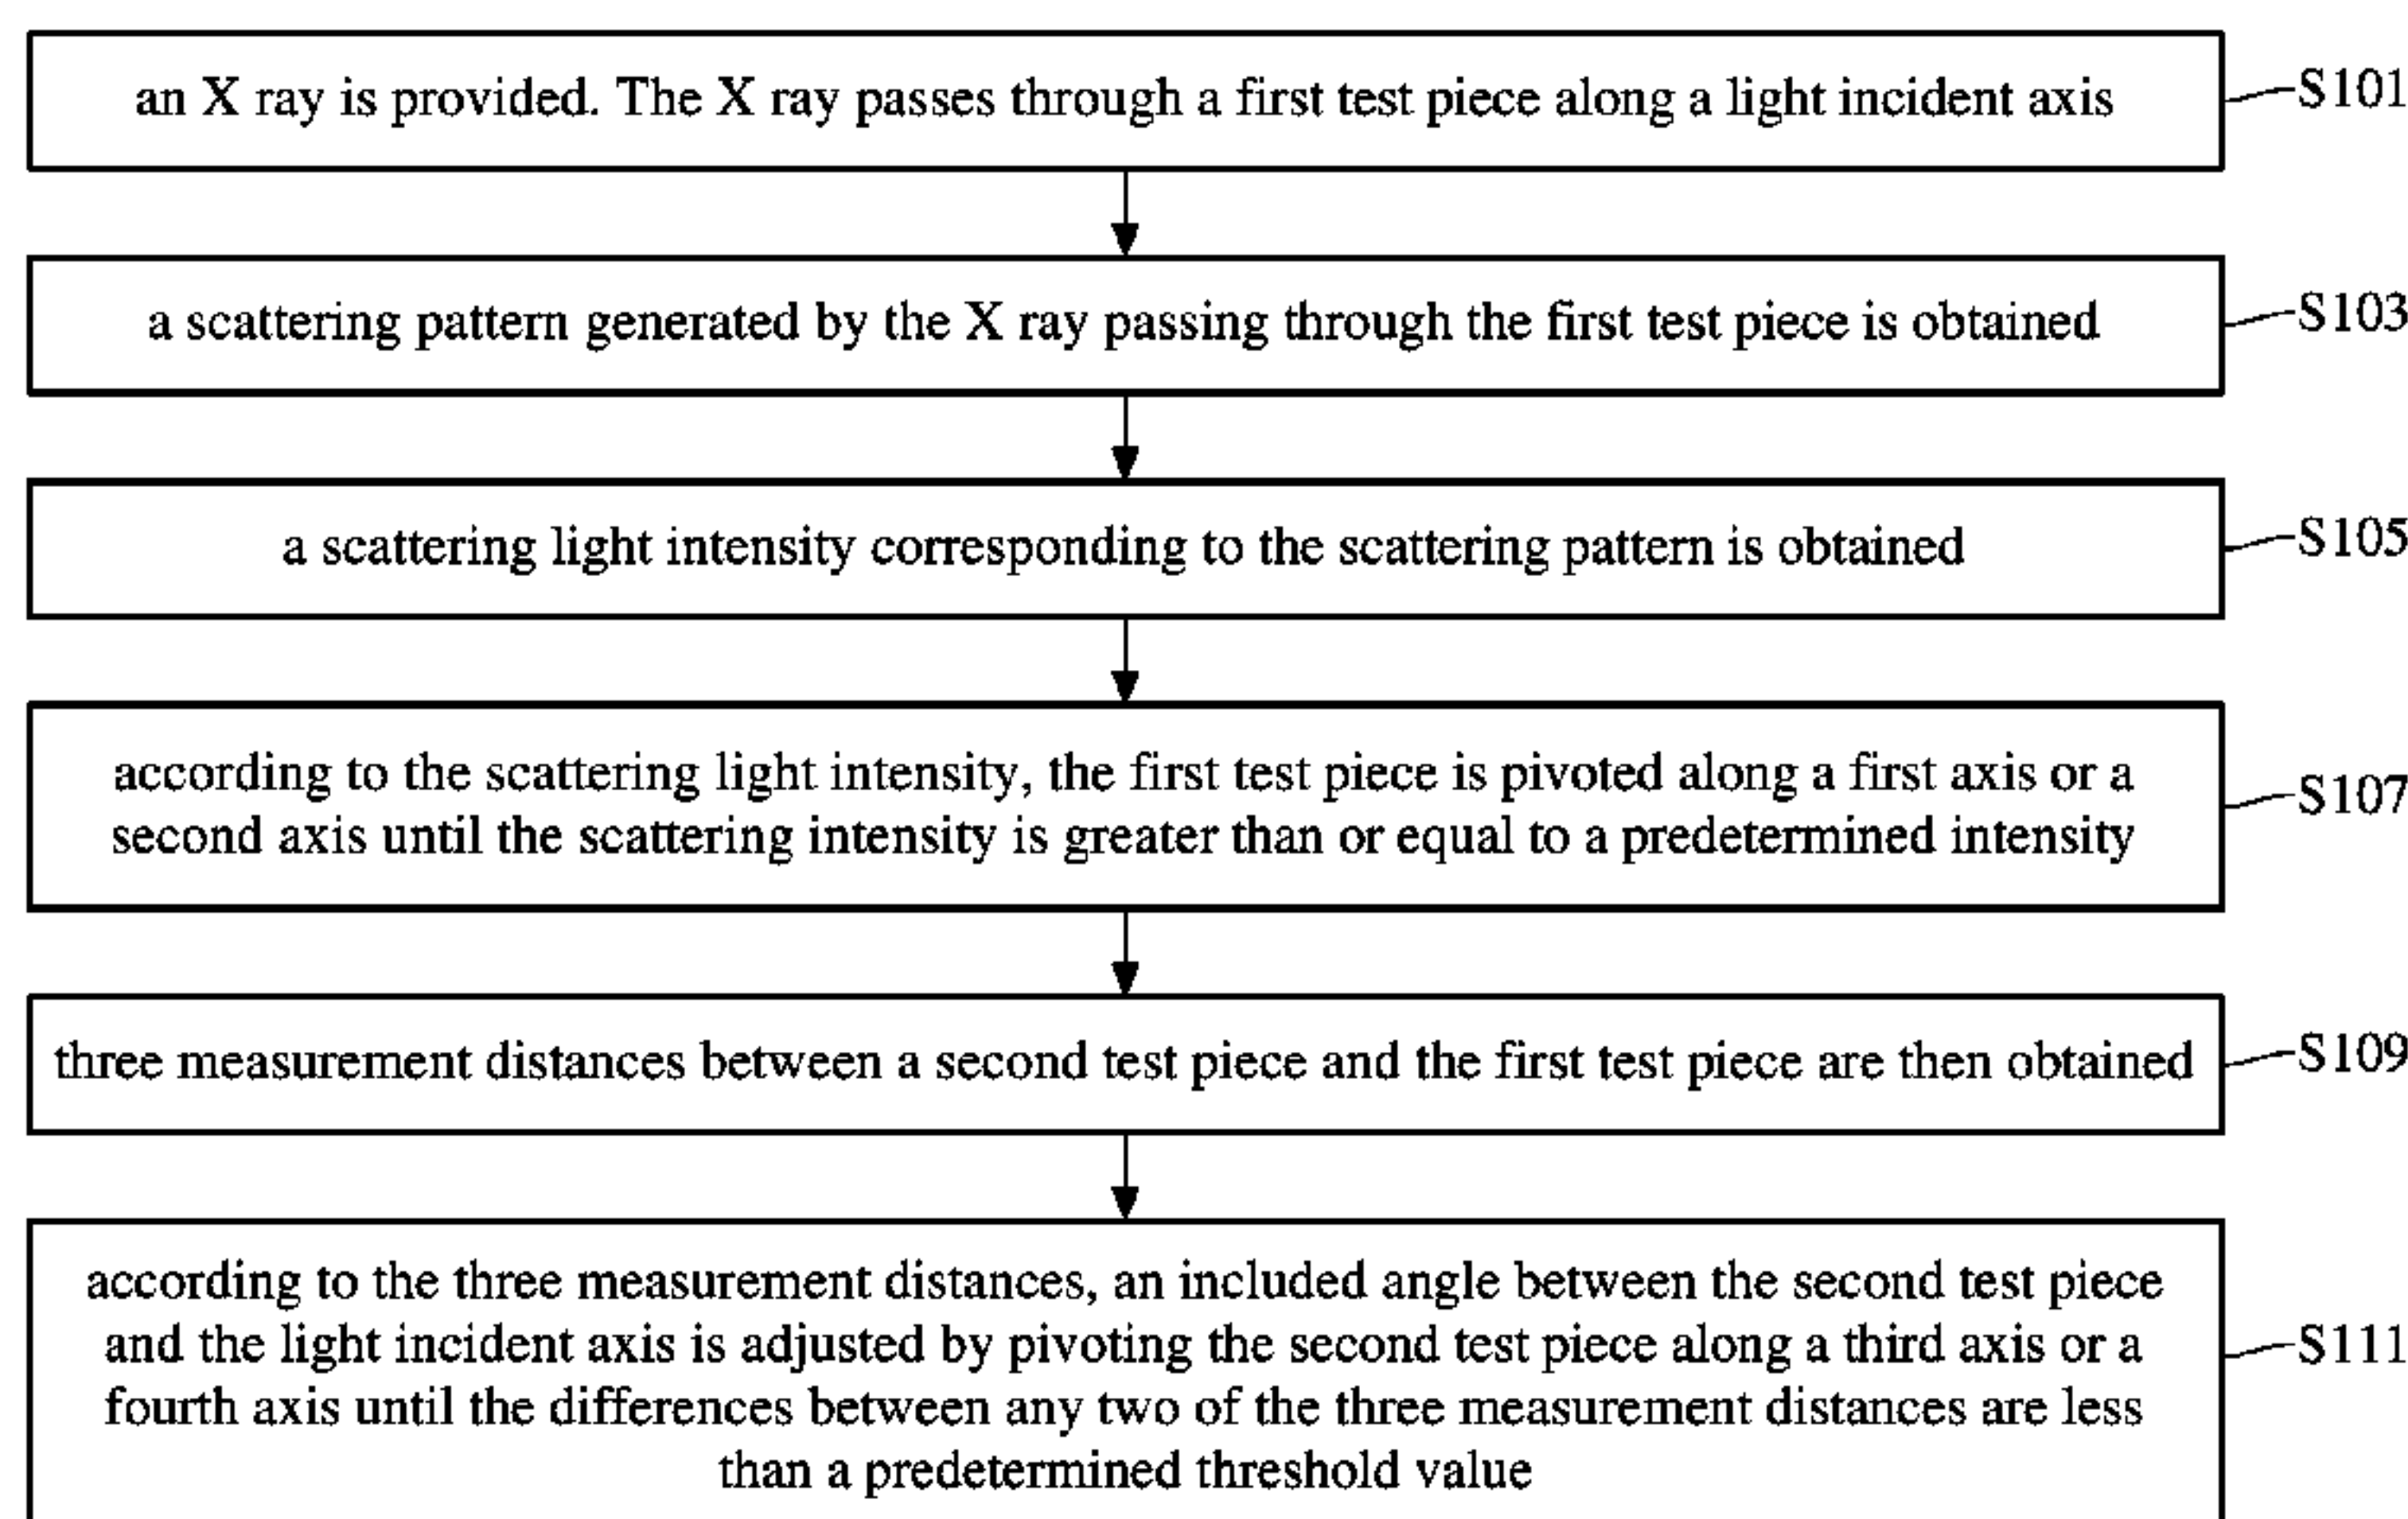 an X ray is provided. The X ray passes through a first test piece along a light incident axis
S101
a scattering pattern generated by the X ray passing through the first test piece is obtained
S103
a scattering light intensity corresponding to the scattering pattern is obtained
S105
according to the scattering light intensity, the first test piece is pivoted along a first axis or a
second axis until the scattering intensity is greater than or equal to a predetermined intensity
S107
three measurement distances between a second test piece and the first test piece are then obtained
S109
according to the three measurement distances, an included angle between the second test piece
and the light incident axis is adjusted by pivoting the second test piece along a third axis or a
fourth axis until the differences between any two of the three measurement distances are less
than a predetermined threshold value
S111